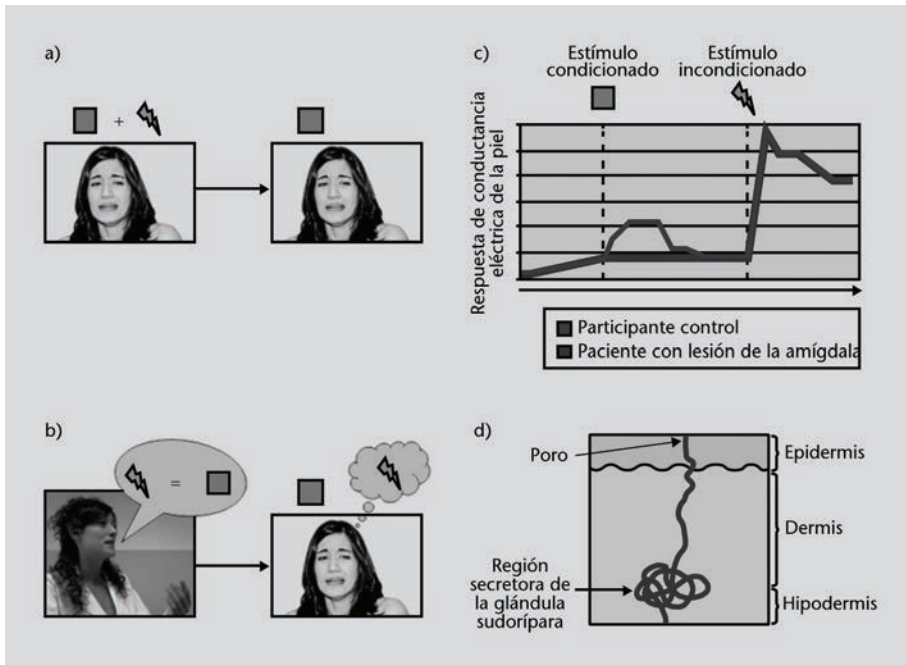 a)
+
b)
=
c)
Estímulo
condicionado
Estímulo
incondicionado
Respuesta de conductancia
eléctrica de la piel
Participante control
Paciente con lesión de la amígdala
d)
Poro
Epidermis
Dermis
Región
secretora de
la glándula
sudorípara
Hipodermis